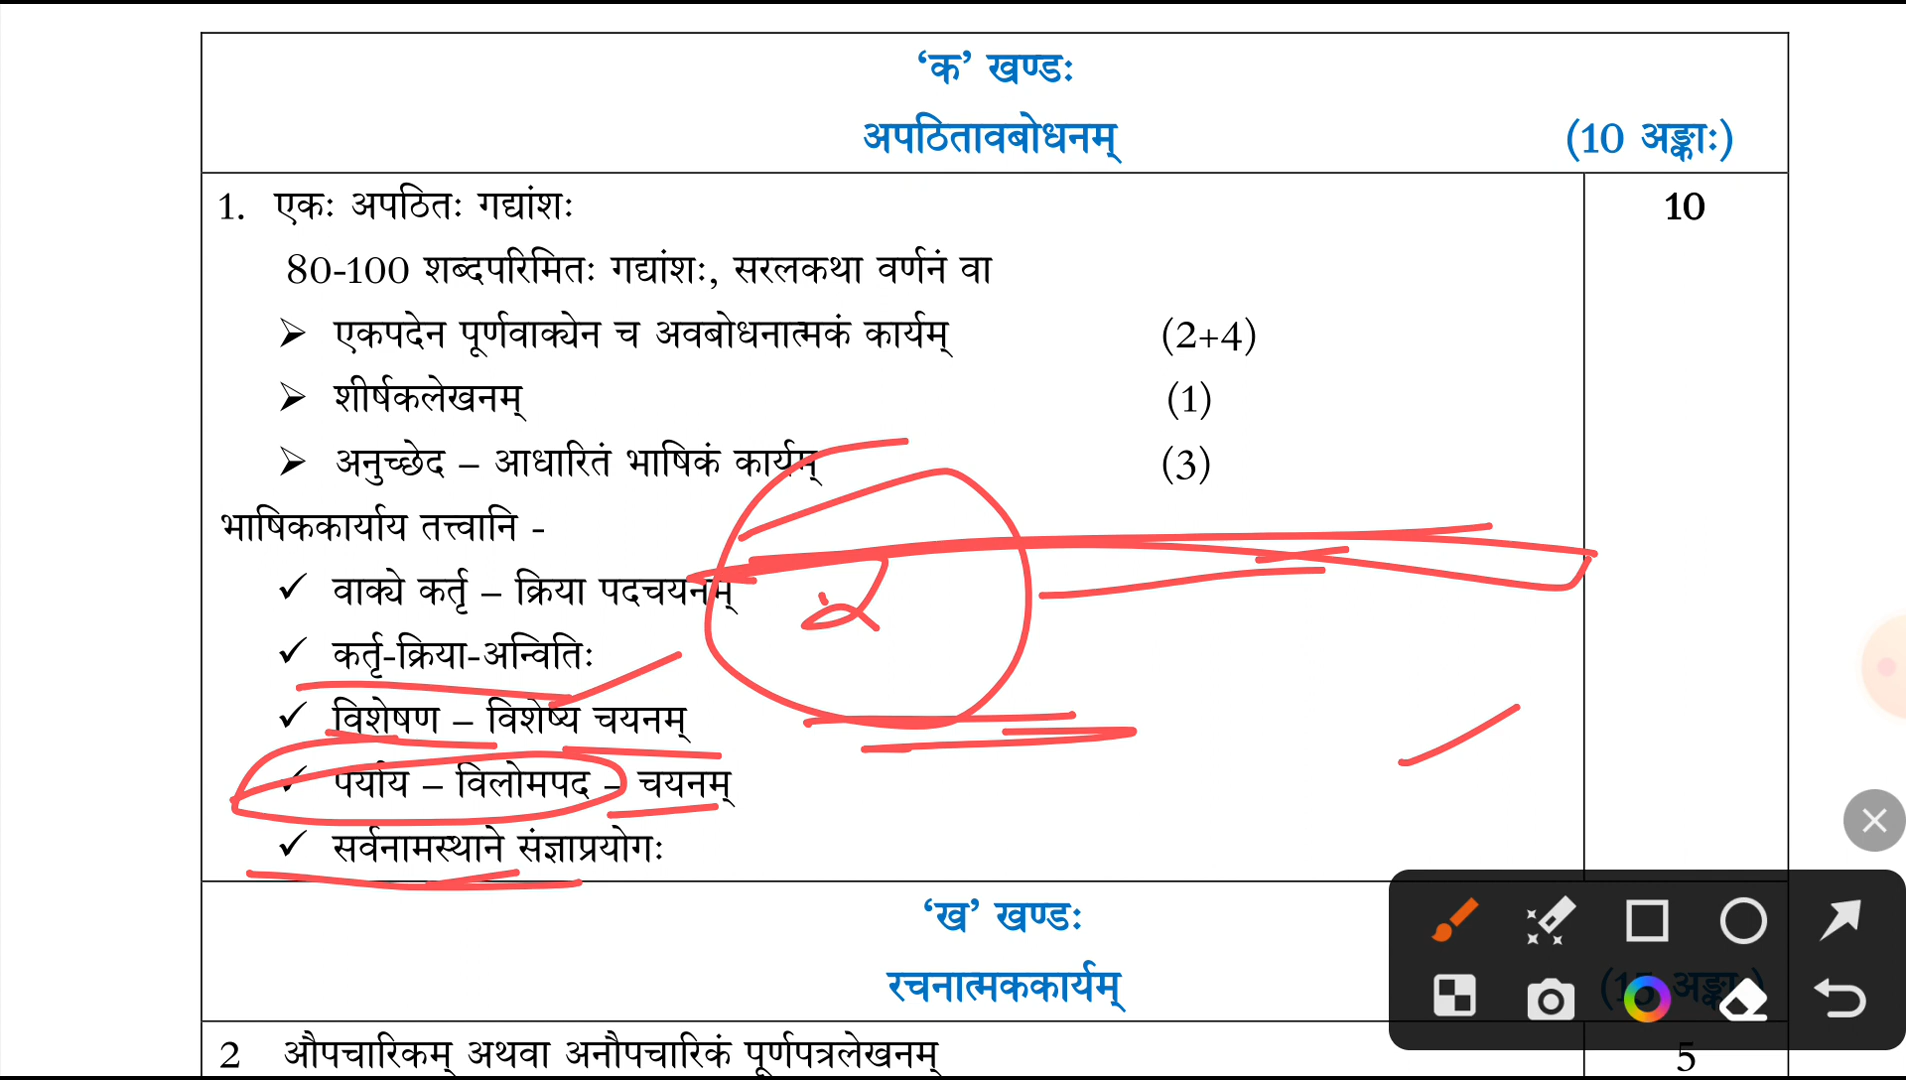 ‘क’ खण्डः
अपठितावबोधनम् (10 अङ्काः)
1. एकः अपठितः गद्यांशः 10
80-100 शब्दपरिमितः गद्यांशः, सरलकथा वर्णनं वा
➢ एकपदेन पूर्णवाक्येन च अवबोधनात्मकं कार्यम् (2+4)
➢ शीर्षकलेखनम् (1)
➢ अनुच्छेद – आधारितं भाषिकं कार्यम् (3)
भाषिककार्याय तत्त्वानि -
✓ वाक्ये कर्तृ – क्रिया पदचयनम्
✓ कर्तृ-क्रिया-अन्वितिः
✓ विशेषण – विशेष्य चयनम्
✓ पर्याय – विलोमपद – चयनम्
✓ सर्वनामस्थाने संज्ञाप्रयोगः
‘ख’ खण्डः
रचनात्मककार्यम् (15 अङ्काः)
2 औपचारिकम् अथवा अनौपचारिकं पूर्णपत्रलेखनम् 5